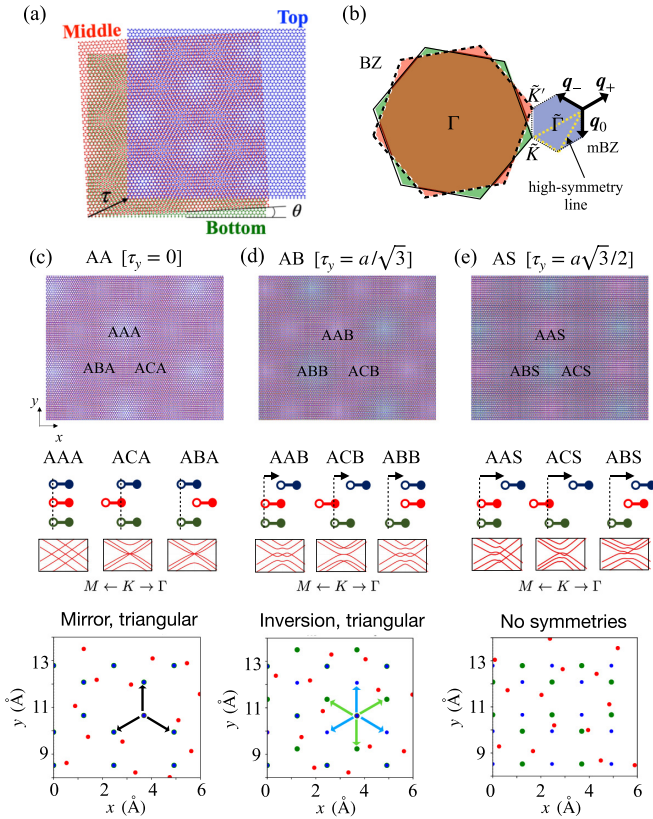 (a)
Middle
Top
τ
θ
Bottom
(b)
BZ
Γ
K̃′
K̃
Γ̃
q₋
q₊
q₀
mBZ
high-symmetry
line
(c) AA [τ_y = 0]
(d) AB [τ_y = a/√3]
(e) AS [τ_y = a√3/2]
AAA
ABA ACA
AAB
ABB ACB
AAS
ABS ACS
y
x
AAA ACA ABA
AAB ACB ABB
AAS ACS ABS
M ← K → Γ
M ← K → Γ
M ← K → Γ
Mirror, triangular
Inversion, triangular
No symmetries
y (Å)
13
11
9
0 2 4 6
x (Å)
y (Å)
13
11
9
0 2 4 6
x (Å)
y (Å)
13
11
9
0 2 4 6
x (Å)